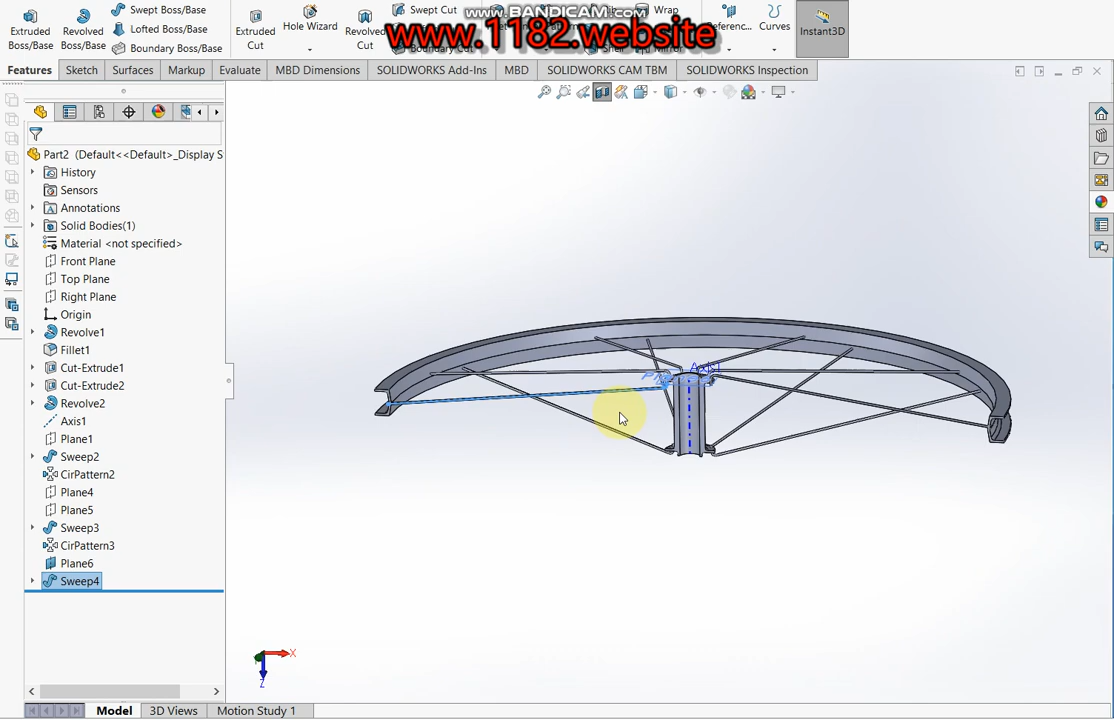 www.BANDICAM.com
www.1182.website
Extruded Boss/Base
Revolved Boss/Base
Swept Boss/Base
Lofted Boss/Base
Boundary Boss/Base
Extruded Cut
Hole Wizard
Revolved Cut
Swept Cut
Boundary Cut
Wrap
Mirror
Curves
Instant3D
Features
Sketch
Surfaces
Markup
Evaluate
MBD Dimensions
SOLIDWORKS Add-Ins
MBD
SOLIDWORKS CAM TBM
SOLIDWORKS Inspection
Part2 (Default<<Default>_Display S
History
Sensors
Annotations
Solid Bodies(1)
Material <not specified>
Front Plane
Top Plane
Right Plane
Origin
Revolve1
Fillet1
Cut-Extrude1
Cut-Extrude2
Revolve2
Axis1
Plane1
Sweep2
CirPattern2
Plane4
Plane5
Sweep3
CirPattern3
Plane6
Sweep4
Axis1
X
Z
Model
3D Views
Motion Study 1